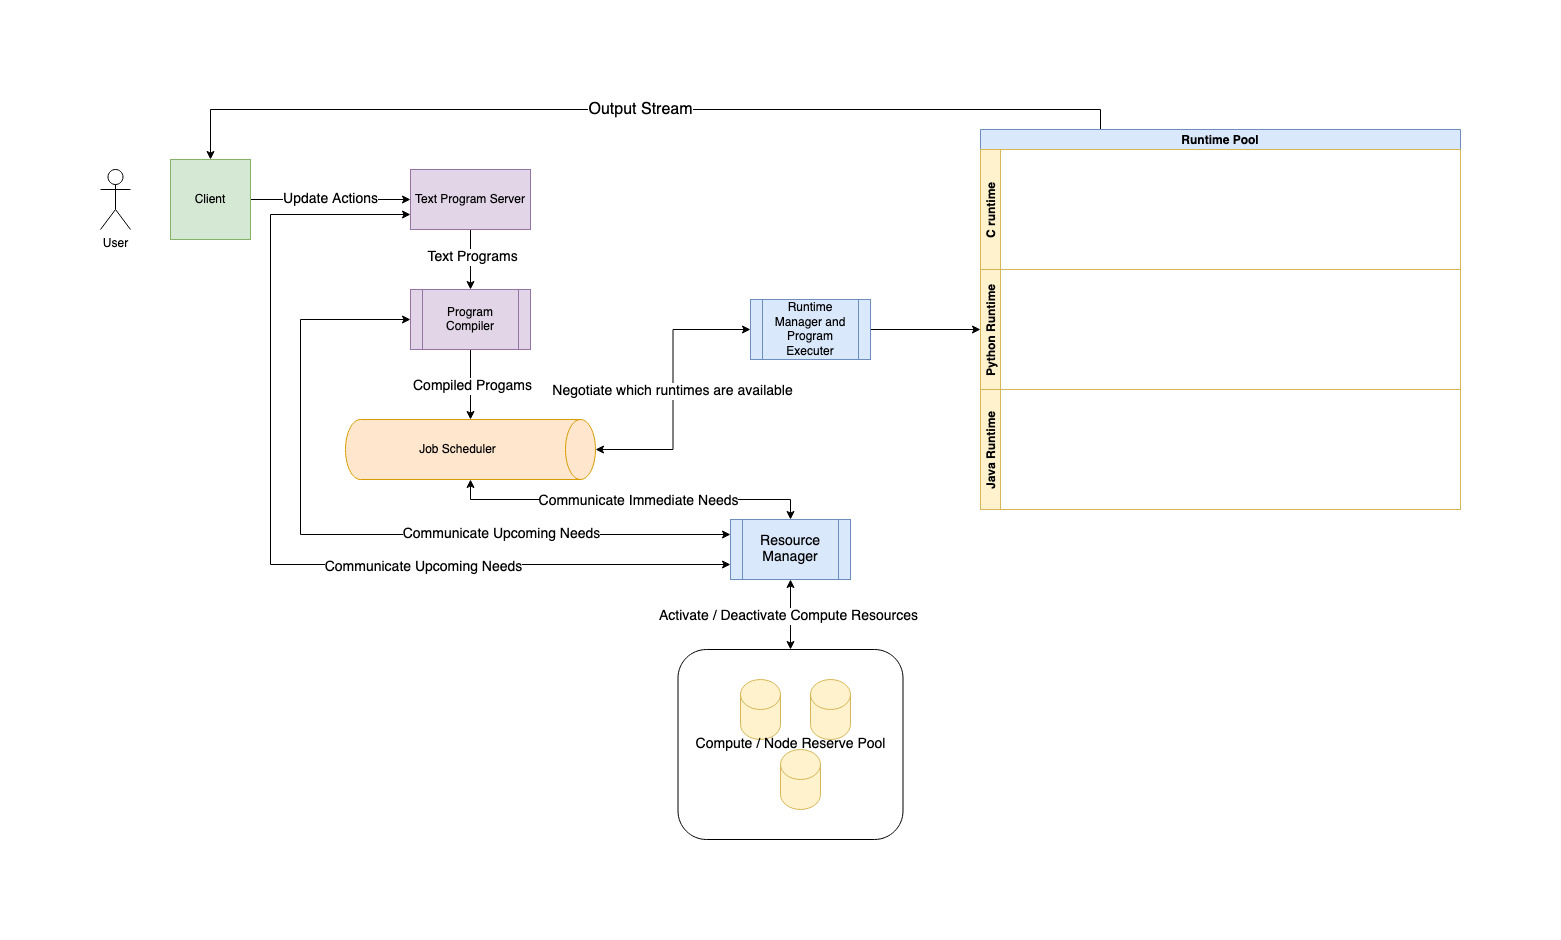 Output Stream
Runtime Pool
Client
Update Actions
Text Program Server
User
C runtime
Text Programs
Program
Compiler
Runtime
Manager and
Program
Executer
Python Runtime
Compiled Progams
Negotiate which runtimes are available
Job Scheduler
Java Runtime
Communicate Immediate Needs
Communicate Upcoming Needs
Resource
Manager
Communicate Upcoming Needs
Activate / Deactivate Compute Resources
Compute / Node Reserve Pool